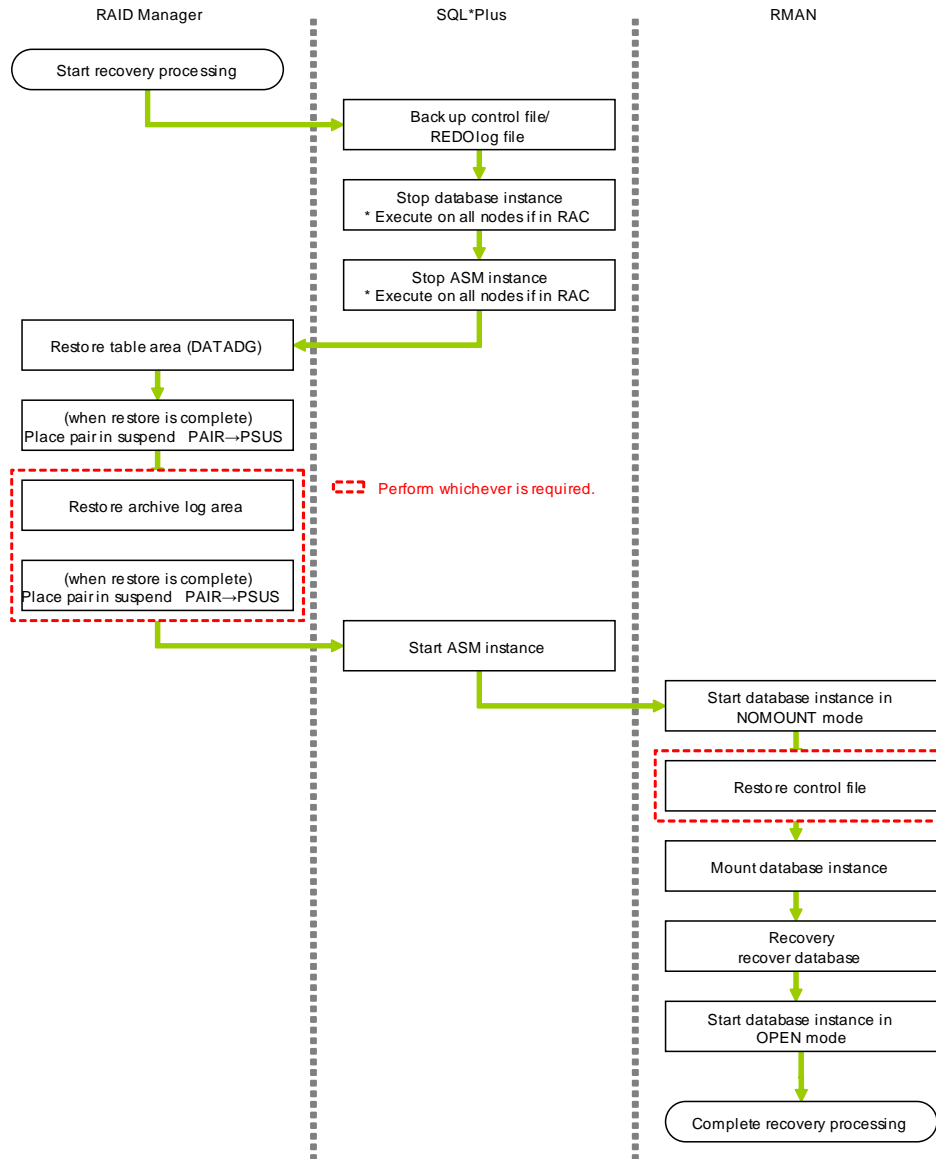 RAID Manager
SQL*Plus
RMAN
Start recovery processing
Back up control file/
REDO log file
Stop database instance
* Execute on all nodes if in RAC
Stop ASM instance
* Execute on all nodes if in RAC
Restore table area (DATADG)
(when restore is complete)
Place pair in suspend PAIR→PSUS
Restore archive log area
Perform whichever is required.
(when restore is complete)
Place pair in suspend PAIR→PSUS
Start ASM instance
Start database instance in
NOMOUNT mode
Restore control file
Mount database instance
Recovery
recover database
Start database instance in
OPEN mode
Complete recovery processing